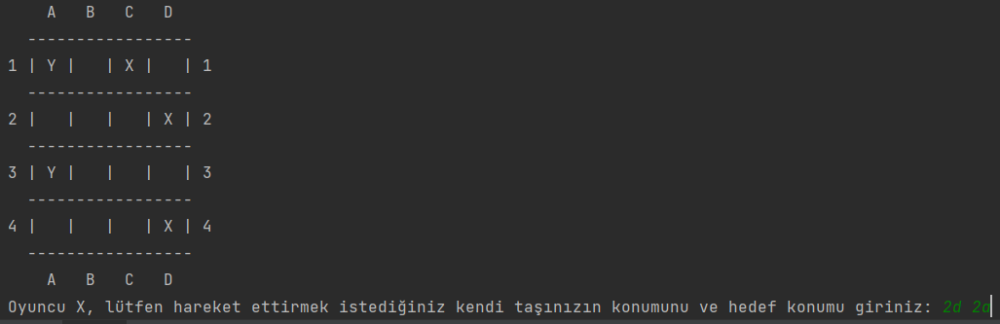 A   B   C   D
  -----------------
1 | Y |   | X |   | 1
  -----------------
2 |   |   |   | X | 2
  -----------------
3 | Y |   |   |   | 3
  -----------------
4 |   |   |   | X | 4
  -----------------
    A   B   C   D
Oyuncu X, lütfen hareket ettirmek istediğiniz kendi taşınızın konumunu ve hedef konumu giriniz: 2d 2a